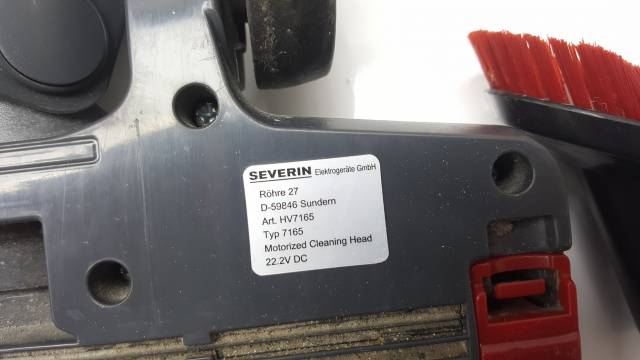 SEVERIN Elektrogeräte GmbH
Röhre 27
D-59846 Sundern
Art. HV7165
Typ 7165
Motorized Cleaning Head
22.2V DC